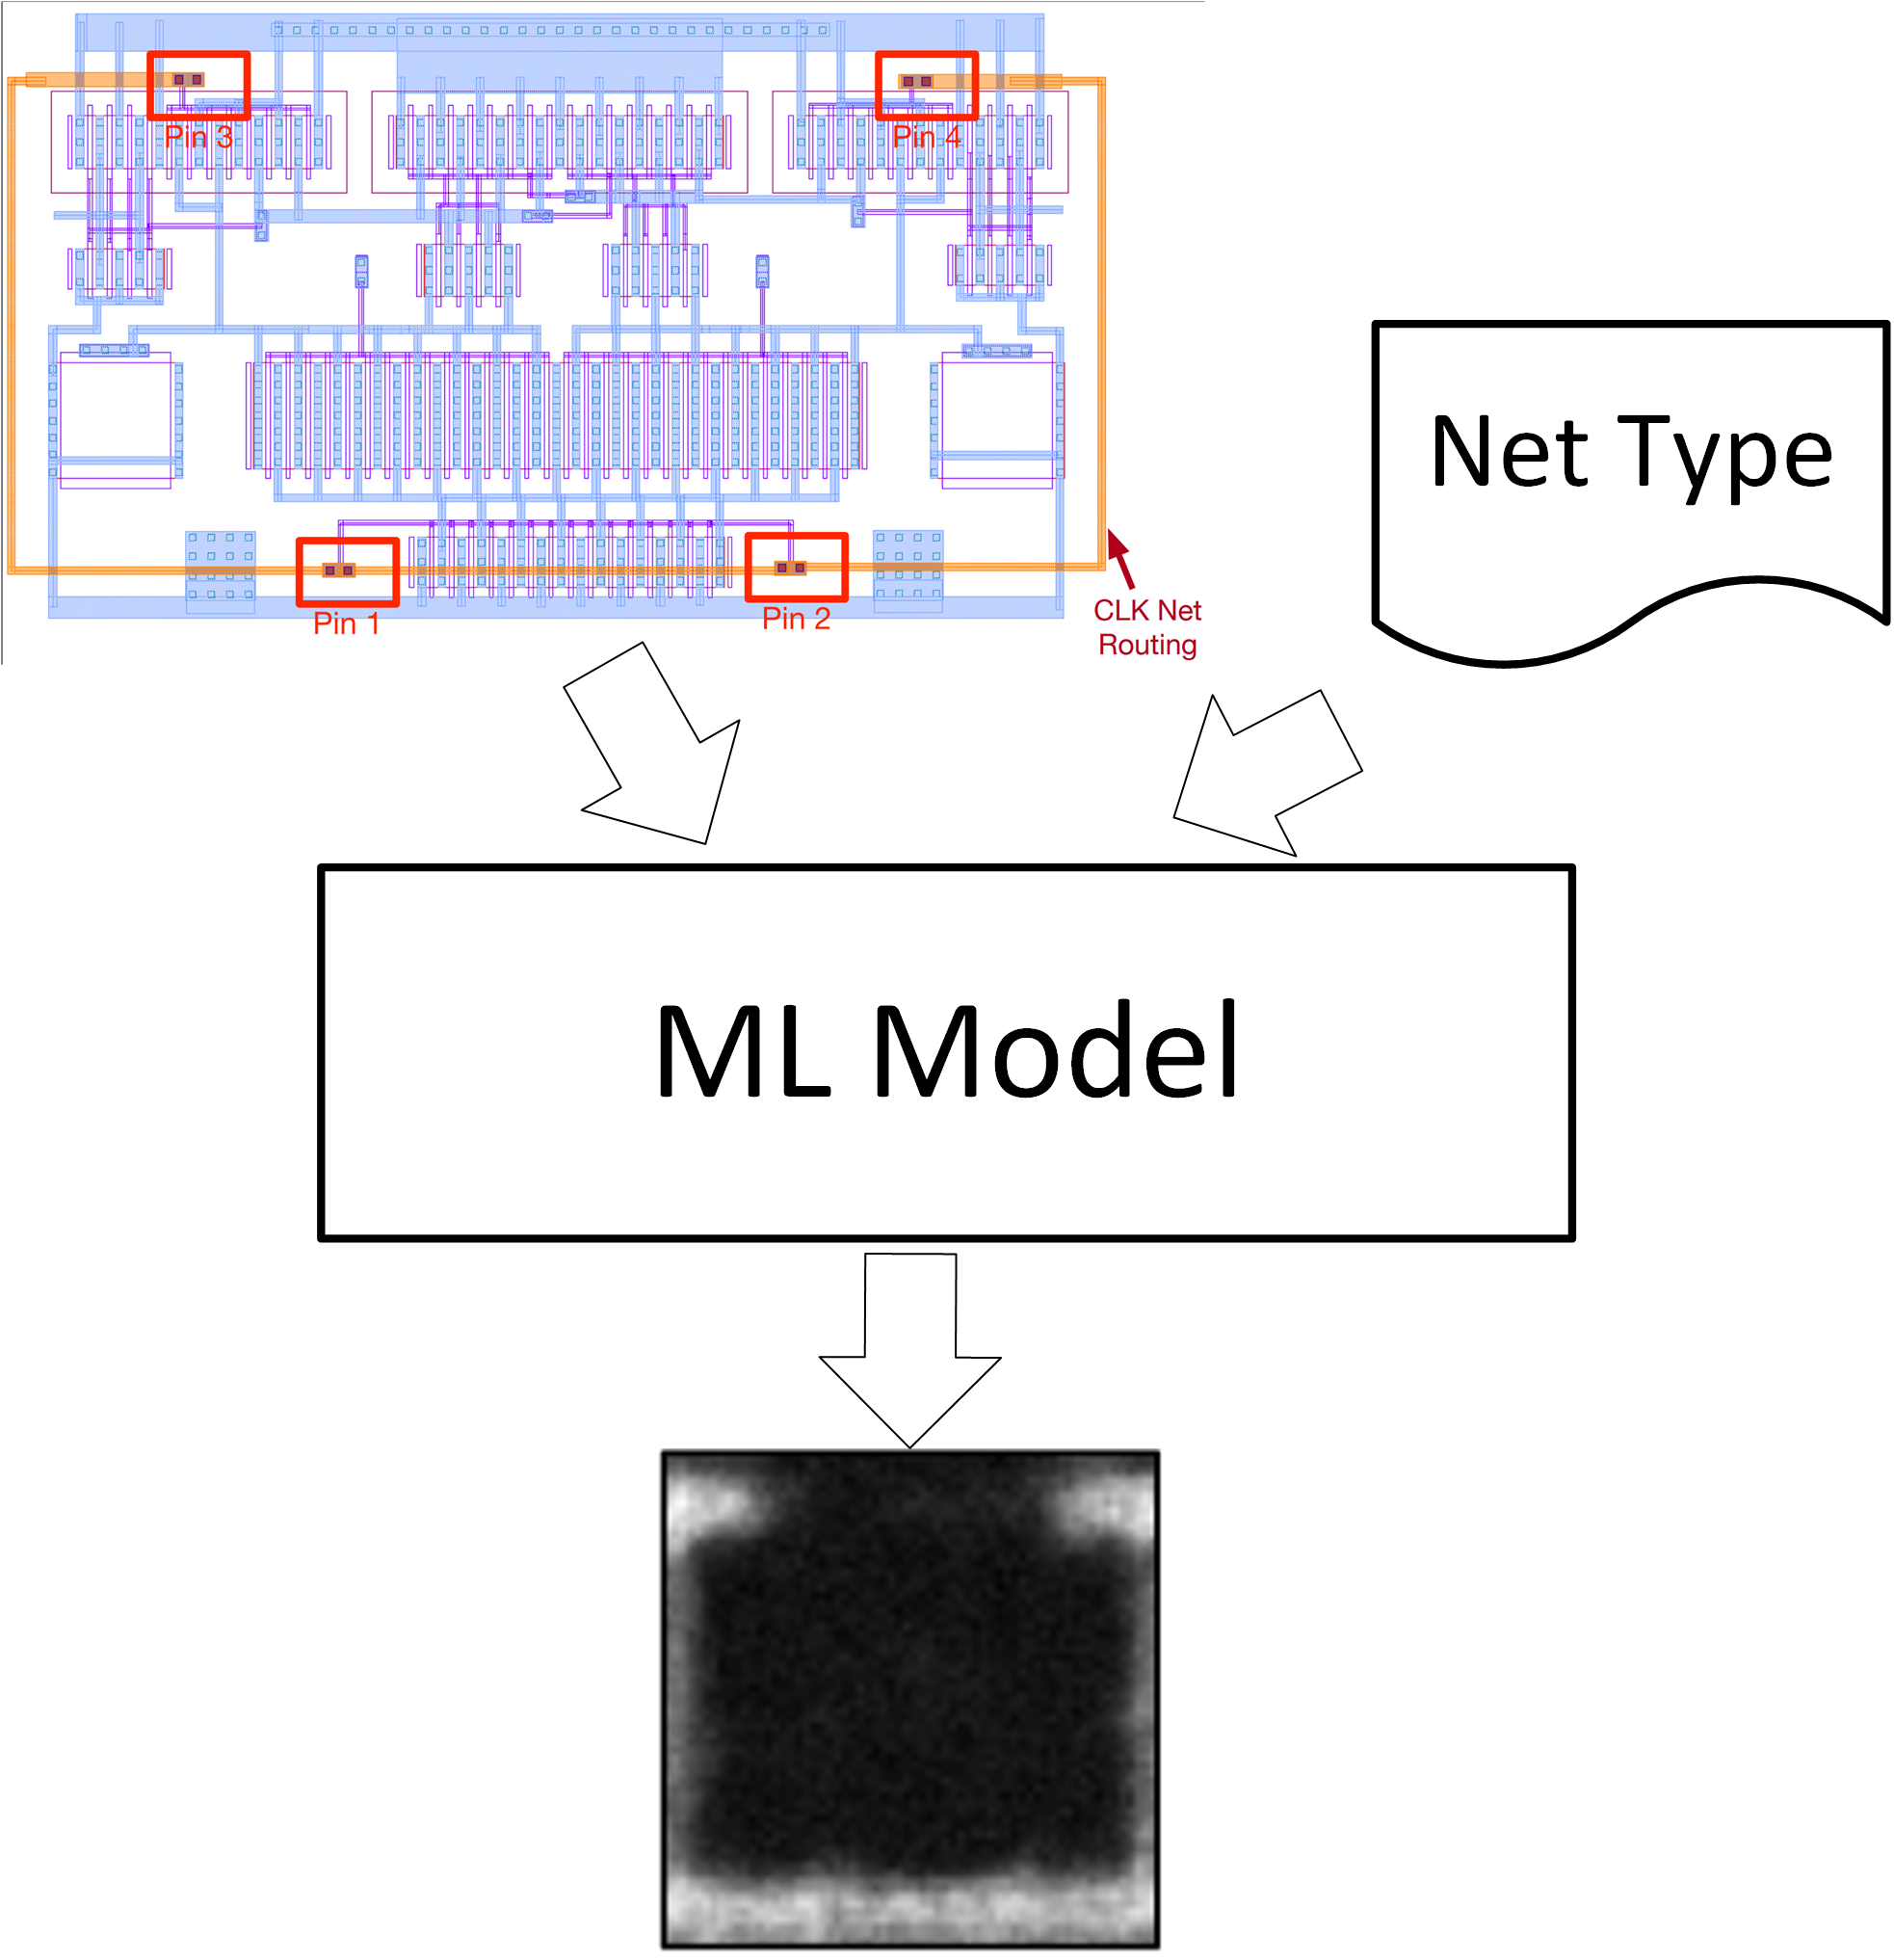 Pin 3
Pin 4
Net Type
Pin 1
Pin 2
CLK Net
Routing
ML Model